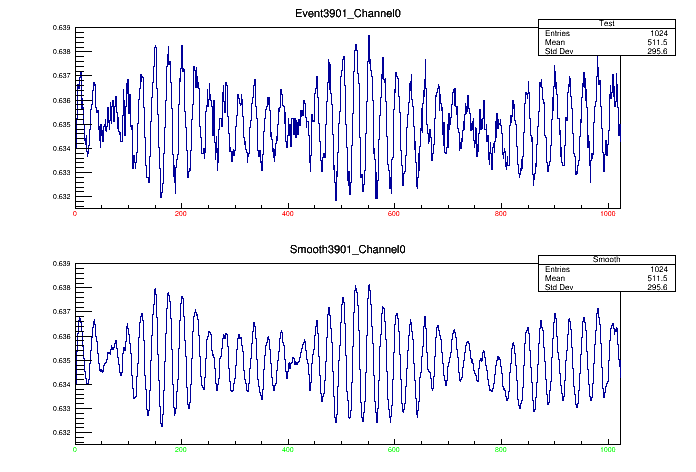 Event3901_Channel0
Test
Entries 1024
Mean 511.5
Std Dev 295.6
0.639
0.638
0.637
0.636
0.635
0.634
0.633
0.632
0 200 400 600 800 1000
Smooth3901_Channel0
Smooth
Entries 1024
Mean 511.5
Std Dev 295.6
0.639
0.638
0.637
0.636
0.635
0.634
0.633
0.632
0 200 400 600 800 1000